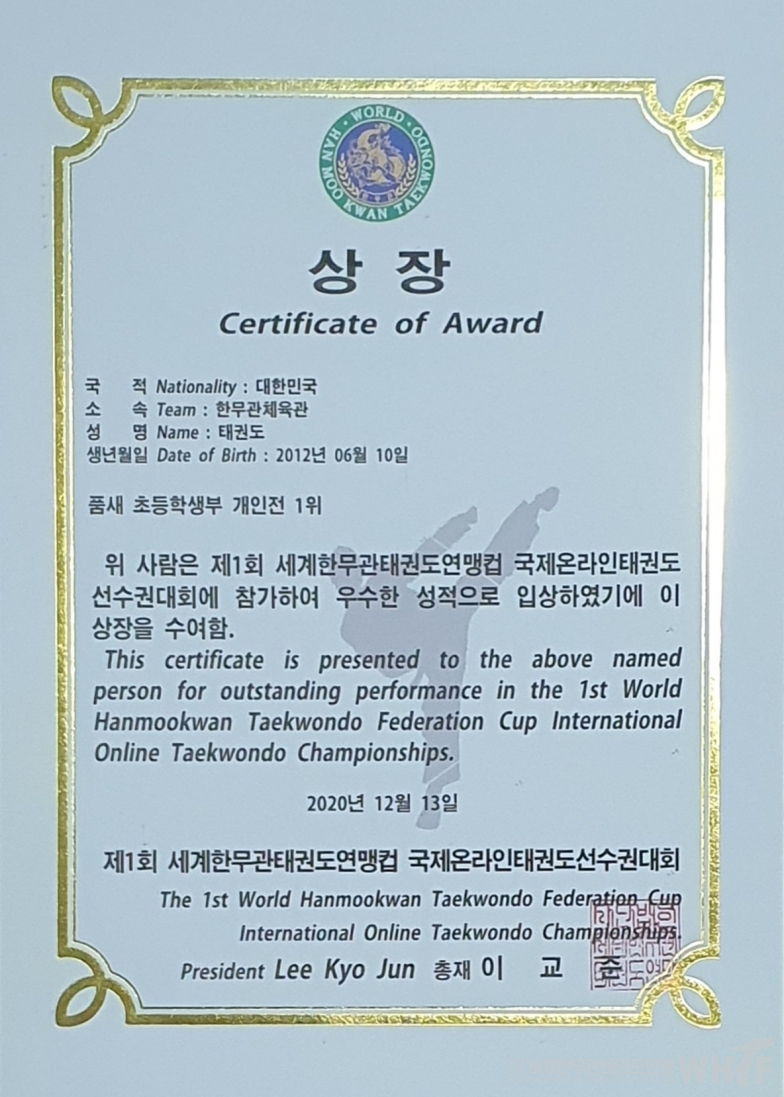 WORLD · HAN MOO KWAN TAEKWONDO ·
상 장
Certificate of Award
국 적 Nationality : 대한민국
소 속 Team : 한무관체육관
성 명 Name : 태권도
생년월일 Date of Birth : 2012년 06월 10일
품새 초등학생부 개인전 1위
위 사람은 제1회 세계한무관태권도연맹컵 국제온라인태권도
선수권대회에 참가하여 우수한 성적으로 입상하였기에 이
상장을 수여함.
This certificate is presented to the above named
person for outstanding performance in the 1st World
Hanmookwan Taekwondo Federation Cup International
Online Taekwondo Championships.
2020년 12월 13일
제1회 세계한무관태권도연맹컵 국제온라인태권도선수권대회
The 1st World Hanmookwan Taekwondo Federation Cup
International Online Taekwondo Championships.
President Lee Kyo Jun 총재 이 교 준
WHTF